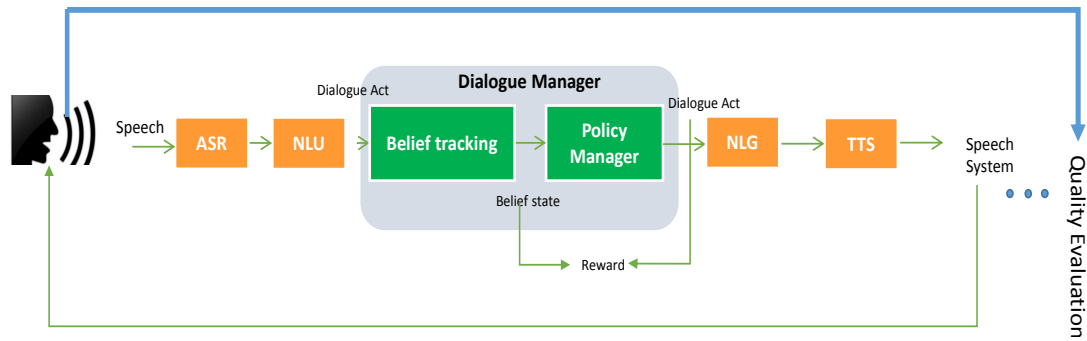 Dialogue Manager
Dialogue Act
Dialogue Act
Speech
ASR
NLU
Belief tracking
Policy
Manager
NLG
TTS
Speech
System
Belief state
Reward
Quality Evaluation